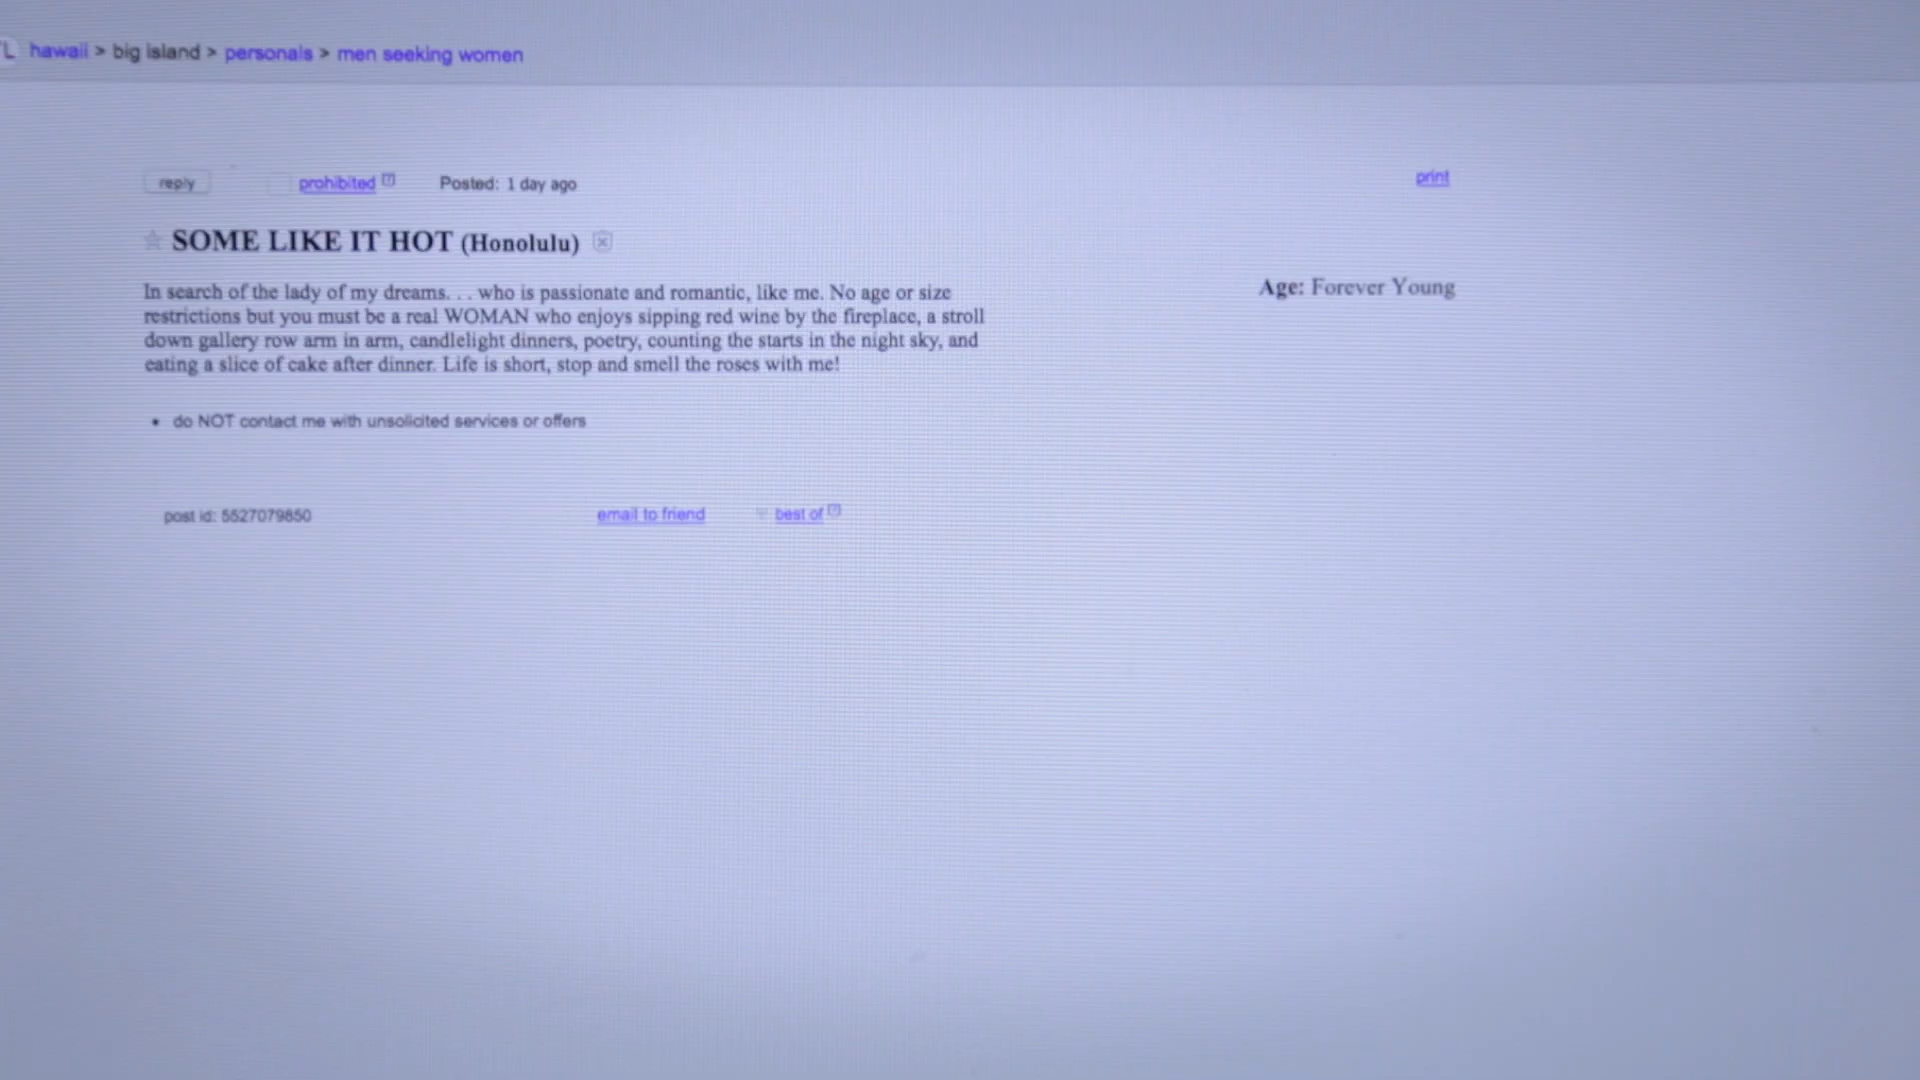 hawaii > big island > personals > men seeking women
reply prohibited Posted: 1 day ago print
SOME LIKE IT HOT (Honolulu)
In search of the lady of my dreams. . . who is passionate and romantic, like me. No age or size
restrictions but you must be a real WOMAN who enjoys sipping red wine by the fireplace, a stroll
down gallery row arm in arm, candlelight dinners, poetry, counting the starts in the night sky, and
eating a slice of cake after dinner. Life is short, stop and smell the roses with me!
Age: Forever Young
• do NOT contact me with unsolicited services or offers
post id: 5527079850 email to friend best of